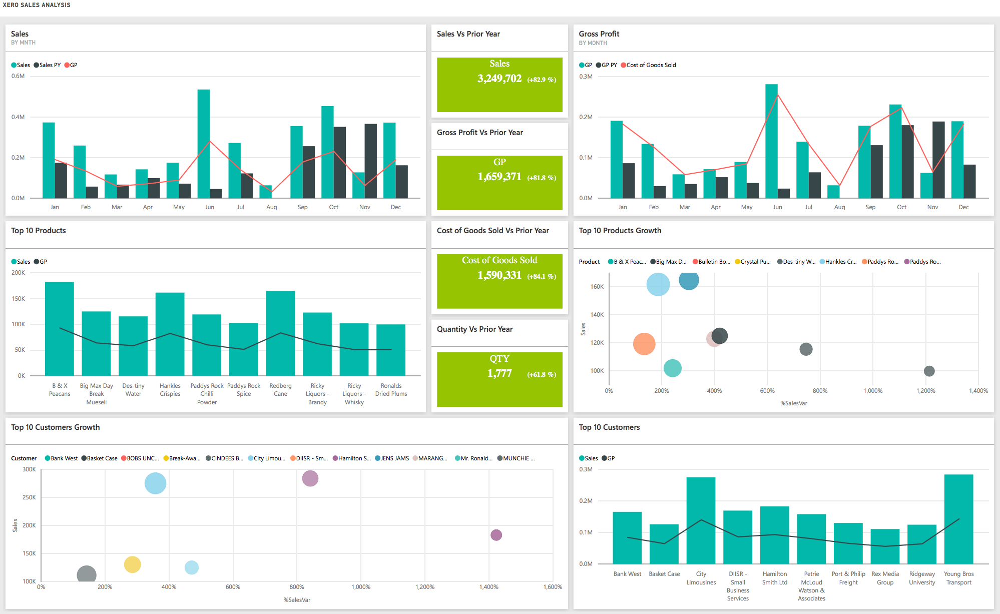 XERO SALES ANALYSIS
Sales
BY MNTH
Sales Sales PY GP
0.6M
0.4M
0.2M
0.0M
Jan Feb Mar Apr May Jun Jul Aug Sep Oct Nov Dec
Sales Vs Prior Year
Sales
3,249,702 (+82.9 %)
Gross Profit Vs Prior Year
GP
1,659,371 (+81.8 %)
Gross Profit
BY MONTH
GP GP PY Cost of Goods Sold
0.3M
0.2M
0.1M
0.0M
Jan Feb Mar Apr May Jun Jul Aug Sep Oct Nov Dec
Top 10 Products
Sales GP
200K
150K
100K
50K
0K
B & X
Peacans
Big Max Day
Break
Mueseli
Des-tiny
Water
Hankles
Crispies
Paddys Rock
Chilli
Powder
Paddys Rock
Spice
Redberg
Cane
Ricky
Liquors -
Brandy
Ricky
Liquors -
Whisky
Ronalds
Dried Plums
Cost of Goods Sold Vs Prior Year
Cost of Goods Sold
1,590,331 (+84.1 %)
Quantity Vs Prior Year
QTY
1,777 (+61.8 %)
Top 10 Products Growth
Product B & X Peac... Big Max D... Bulletin Bo... Crystal Pu... Des-tiny W... Hankles Cr... Paddys Ro... Paddys Ro...
160K
140K
120K
100K
Sales
0% 200% 400% 600% 800% 1,000% 1,200% 1,400%
%SalesVar
Top 10 Customers Growth
Customer Bank West Basket Case BOBS UNC... Break-Awa... CINDEES B... City Limou... DIISR - Sm... Hamilton S... JENS JAMS MARANG... Mr. Ronald... MUNCHIE ...
300K
250K
200K
150K
100K
Sales
0% 200% 400% 600% 800% 1,000% 1,200% 1,400% 1,600%
%SalesVar
Top 10 Customers
Sales GP
0.3M
0.2M
0.1M
0.0M
Bank West
Basket Case
City
Limousines
DIISR -
Small
Business
Services
Hamilton
Smith Ltd
Petrie
McLoud
Watson &
Associates
Port & Philip
Freight
Rex Media
Group
Ridgeway
University
Young Bros
Transport